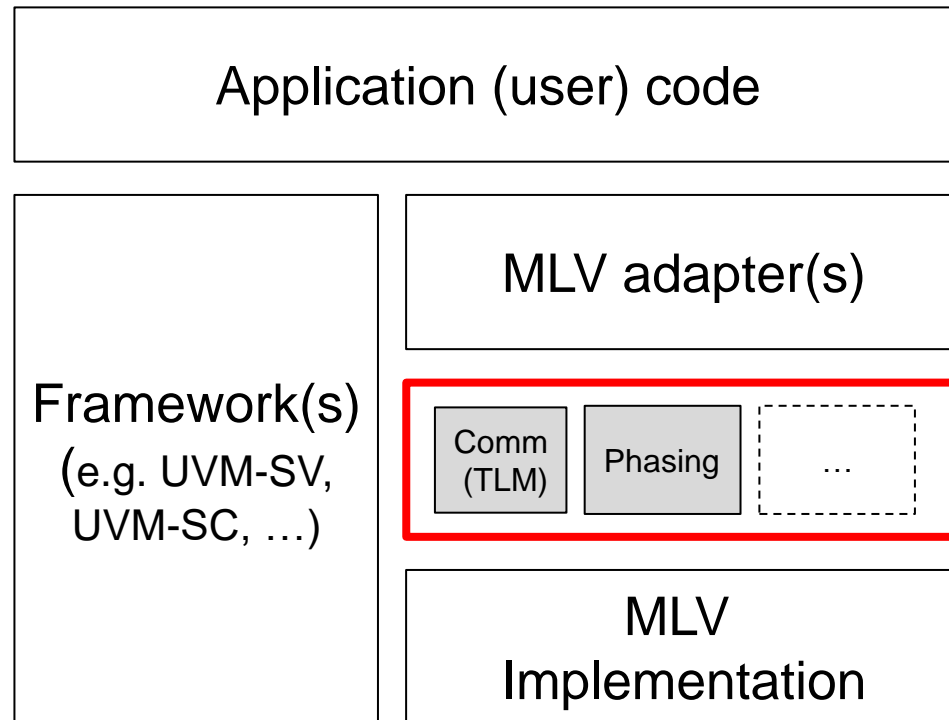 Application (user) code
MLV adapter(s)
Framework(s)
(e.g. UVM-SV,
UVM-SC, …)
Comm
(TLM)
Phasing
…
MLV
Implementation